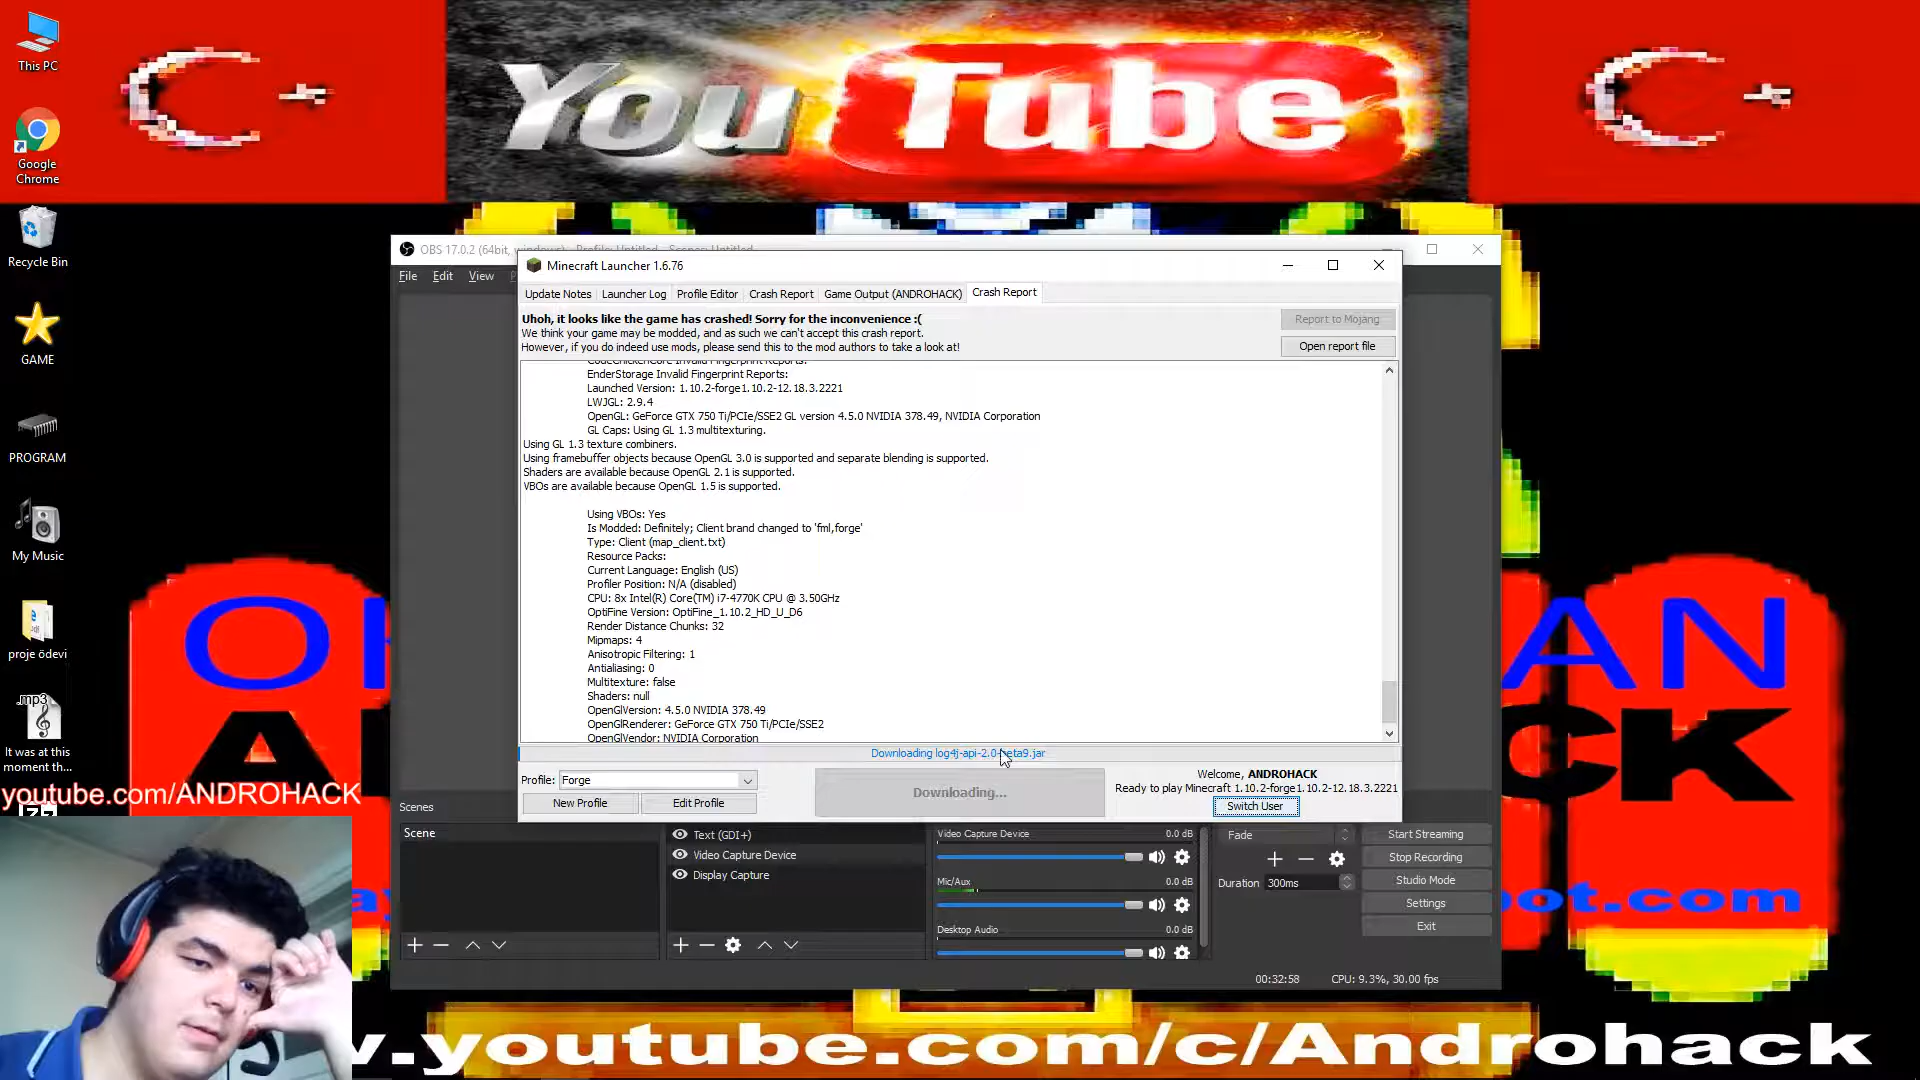 This PC
Google
Chrome
Recycle Bin
GAME
PROGRAM
My Music
proje ödevi
.mp3
It was at this
moment th...
You Tube
OBS 17.0.2 (64bit, windows) - Profile: Untitled - Scenes: Untitled
File Edit View
Minecraft Launcher 1.6.76
Update Notes Launcher Log Profile Editor Crash Report Game Output (ANDROHACK) Crash Report
Uhoh, it looks like the game has crashed! Sorry for the inconvenience :(
We think your game may be modded, and as such we can't accept this crash report.
However, if you do indeed use mods, please send this to the mod authors to take a look at!
Report to Mojang
Open report file
CodeChickenCore Invalid Fingerprint Reports:
EnderStorage Invalid Fingerprint Reports:
Launched Version: 1.10.2-forge1.10.2-12.18.3.2221
LWJGL: 2.9.4
OpenGL: GeForce GTX 750 Ti/PCIe/SSE2 GL version 4.5.0 NVIDIA 378.49, NVIDIA Corporation
GL Caps: Using GL 1.3 multitexturing.
Using GL 1.3 texture combiners.
Using framebuffer objects because OpenGL 3.0 is supported and separate blending is supported.
Shaders are available because OpenGL 2.1 is supported.
VBOs are available because OpenGL 1.5 is supported.
Using VBOs: Yes
Is Modded: Definitely; Client brand changed to 'fml,forge'
Type: Client (map_client.txt)
Resource Packs:
Current Language: English (US)
Profiler Position: N/A (disabled)
CPU: 8x Intel(R) Core(TM) i7-4770K CPU @ 3.50GHz
OptiFine Version: OptiFine_1.10.2_HD_U_D6
Render Distance Chunks: 32
Mipmaps: 4
Anisotropic Filtering: 1
Antialiasing: 0
Multitexture: false
Shaders: null
OpenGlVersion: 4.5.0 NVIDIA 378.49
OpenGlRenderer: GeForce GTX 750 Ti/PCIe/SSE2
OpenGlVendor: NVIDIA Corporation
Downloading log4j-api-2.0-beta9.jar
Profile: Forge
New Profile Edit Profile
Downloading...
Welcome, ANDROHACK
Ready to play Minecraft 1.10.2-forge1.10.2-12.18.3.2221
Switch User
Scenes
Scene
Text (GDI+)
Video Capture Device
Display Capture
Video Capture Device 0.0 dB
Mic/Aux 0.0 dB
Desktop Audio 0.0 dB
Fade
Duration 300ms
Start Streaming
Stop Recording
Studio Mode
Settings
Exit
00:32:58 CPU: 9.3%, 30.00 fps
youtube.com/ANDROHACK
AN
CK
ot.com
.youtube.com/c/Androhack